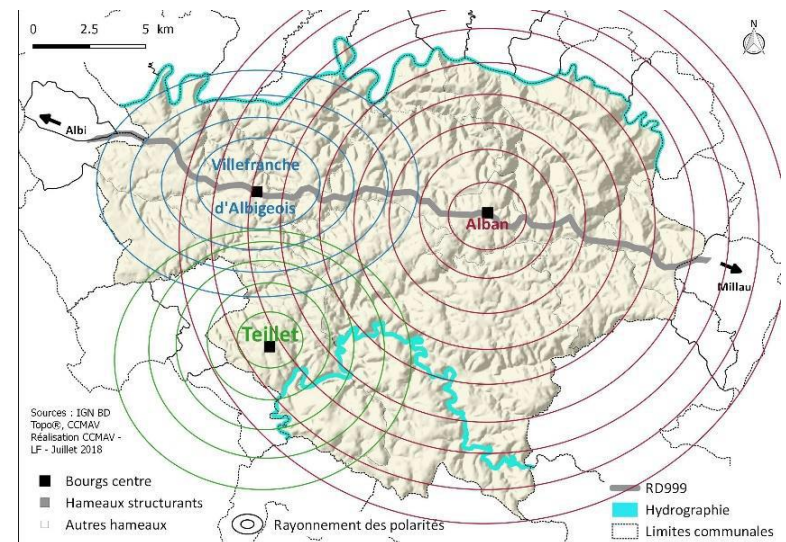 N
0 2.5 5 km
Albi
Villefranche
d'Albigeois
Alban
Millau
Teillet
Sources : IGN BD
Topo®, CCMAV
Réalisation CCMAV -
LF - Juillet 2018
Bourgs centre
Hameaux structurants
Autres hameaux
Rayonnement des polarités
RD999
Hydrographie
Limites communales